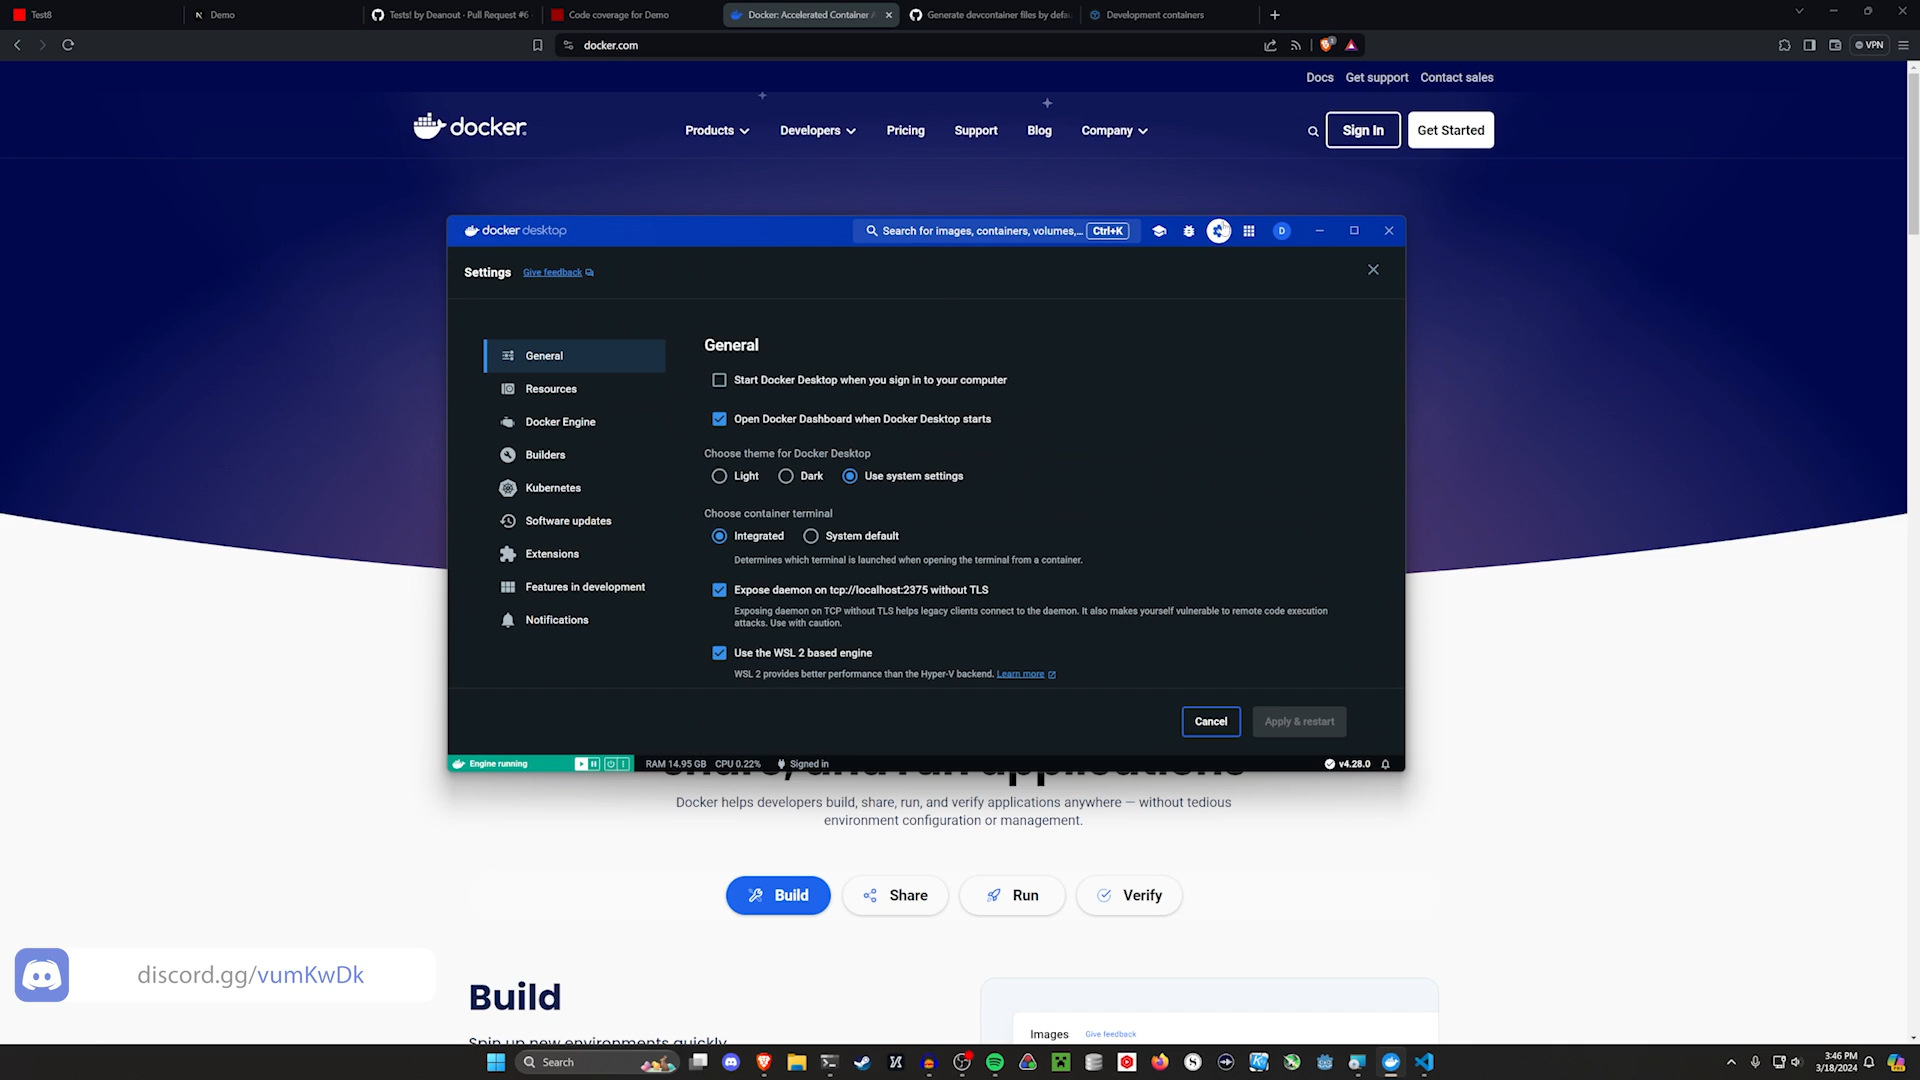 Test8
Demo
Tests! by Deanout · Pull Request #6
Code coverage for Demo
Docker: Accelerated Container A
Generate devcontainer files by defau
Development containers
docker.com
VPN
Docs
Get support
Contact sales
docker
Products
Developers
Pricing
Support
Blog
Company
Sign In
Get Started
docker desktop
Search for images, containers, volumes,...
Ctrl+K
D
Settings
Give feedback
General
Resources
Docker Engine
Builders
Kubernetes
Software updates
Extensions
Features in development
Notifications
General
Start Docker Desktop when you sign in to your computer
Open Docker Dashboard when Docker Desktop starts
Choose theme for Docker Desktop
Light
Dark
Use system settings
Choose container terminal
Integrated
System default
Determines which terminal is launched when opening the terminal from a container.
Expose daemon on tcp://localhost:2375 without TLS
Exposing daemon on TCP without TLS helps legacy clients connect to the daemon. It also makes yourself vulnerable to remote code execution
attacks. Use with caution.
Use the WSL 2 based engine
WSL 2 provides better performance than the Hyper-V backend. Learn more
Cancel
Apply & restart
Engine running
RAM 14.95 GB
CPU 0.22%
Signed in
v4.28.0
share, and run applications
Docker helps developers build, share, run, and verify applications anywhere — without tedious
environment configuration or management.
Build
Share
Run
Verify
discord.gg/vumKwDk
Build
Spin up new environments quickly
Images
Give feedback
Search
3:46 PM
3/18/2024